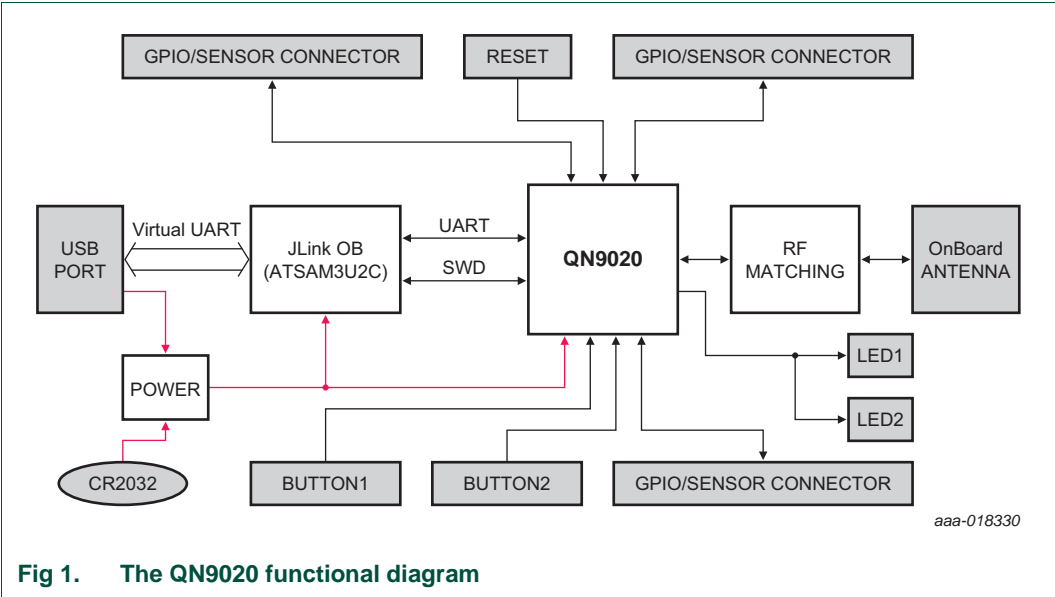 GPIO/SENSOR CONNECTOR
RESET
GPIO/SENSOR CONNECTOR
USB
PORT
Virtual UART
JLink OB
(ATSAM3U2C)
UART
SWD
QN9020
RF
MATCHING
OnBoard
ANTENNA
POWER
LED1
LED2
CR2032
BUTTON1
BUTTON2
GPIO/SENSOR CONNECTOR
aaa-018330
Fig 1. The QN9020 functional diagram